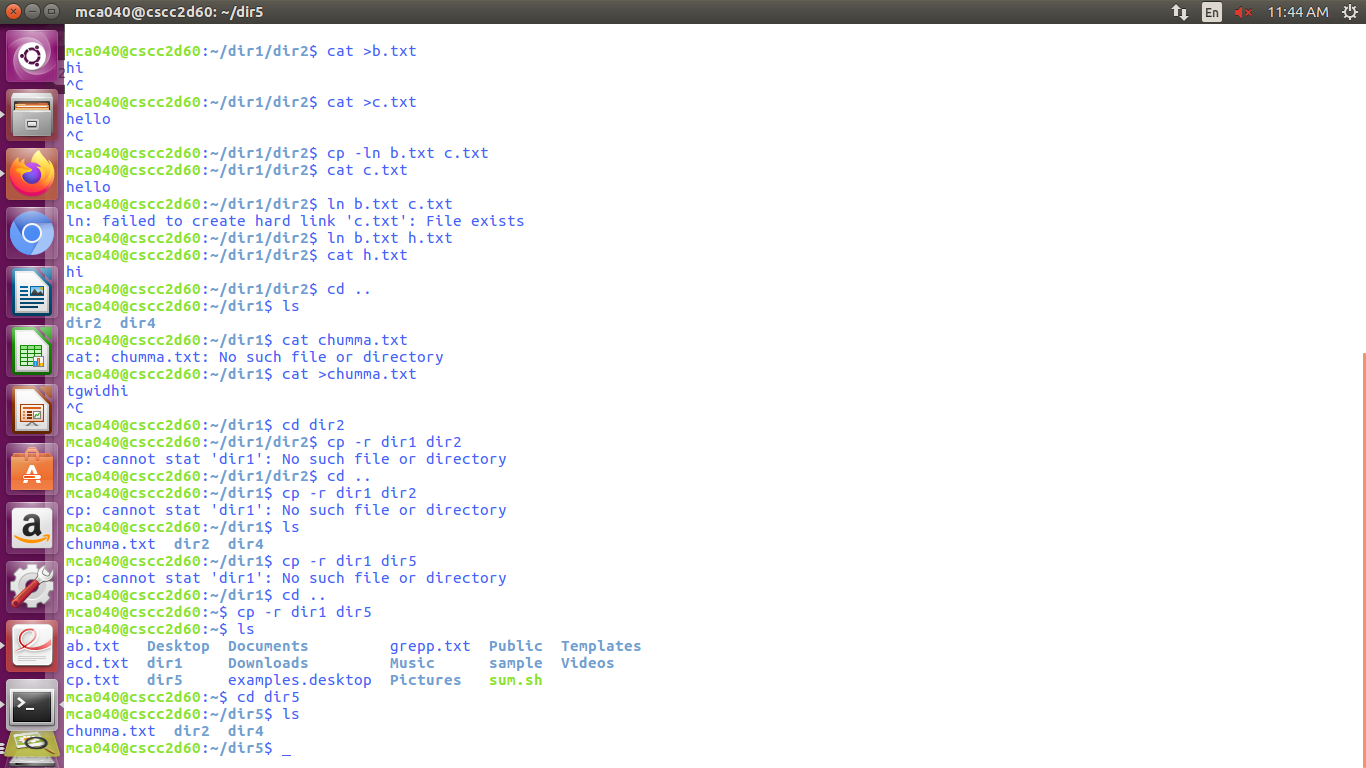 mca040@cscc2d60: ~/dir5
En
11:44 AM
mca040@cscc2d60:~/dir1/dir2$ cat >b.txt
hi
^C
mca040@cscc2d60:~/dir1/dir2$ cat >c.txt
hello
^C
mca040@cscc2d60:~/dir1/dir2$ cp -ln b.txt c.txt
mca040@cscc2d60:~/dir1/dir2$ cat c.txt
hello
mca040@cscc2d60:~/dir1/dir2$ ln b.txt c.txt
ln: failed to create hard link 'c.txt': File exists
mca040@cscc2d60:~/dir1/dir2$ ln b.txt h.txt
mca040@cscc2d60:~/dir1/dir2$ cat h.txt
hi
mca040@cscc2d60:~/dir1/dir2$ cd ..
mca040@cscc2d60:~/dir1$ ls
dir2  dir4
mca040@cscc2d60:~/dir1$ cat chumma.txt
cat: chumma.txt: No such file or directory
mca040@cscc2d60:~/dir1$ cat >chumma.txt
tgwidhi
^C
mca040@cscc2d60:~/dir1$ cd dir2
mca040@cscc2d60:~/dir1/dir2$ cp -r dir1 dir2
cp: cannot stat 'dir1': No such file or directory
mca040@cscc2d60:~/dir1/dir2$ cd ..
mca040@cscc2d60:~/dir1$ cp -r dir1 dir2
cp: cannot stat 'dir1': No such file or directory
mca040@cscc2d60:~/dir1$ ls
chumma.txt  dir2  dir4
mca040@cscc2d60:~/dir1$ cp -r dir1 dir5
cp: cannot stat 'dir1': No such file or directory
mca040@cscc2d60:~/dir1$ cd ..
mca040@cscc2d60:~$ cp -r dir1 dir5
mca040@cscc2d60:~$ ls
ab.txt   Desktop  Documents         grepp.txt  Public  Templates
acd.txt  dir1     Downloads         Music      sample  Videos
cp.txt   dir5     examples.desktop  Pictures   sum.sh
mca040@cscc2d60:~$ cd dir5
mca040@cscc2d60:~/dir5$ ls
chumma.txt  dir2  dir4
mca040@cscc2d60:~/dir5$ _